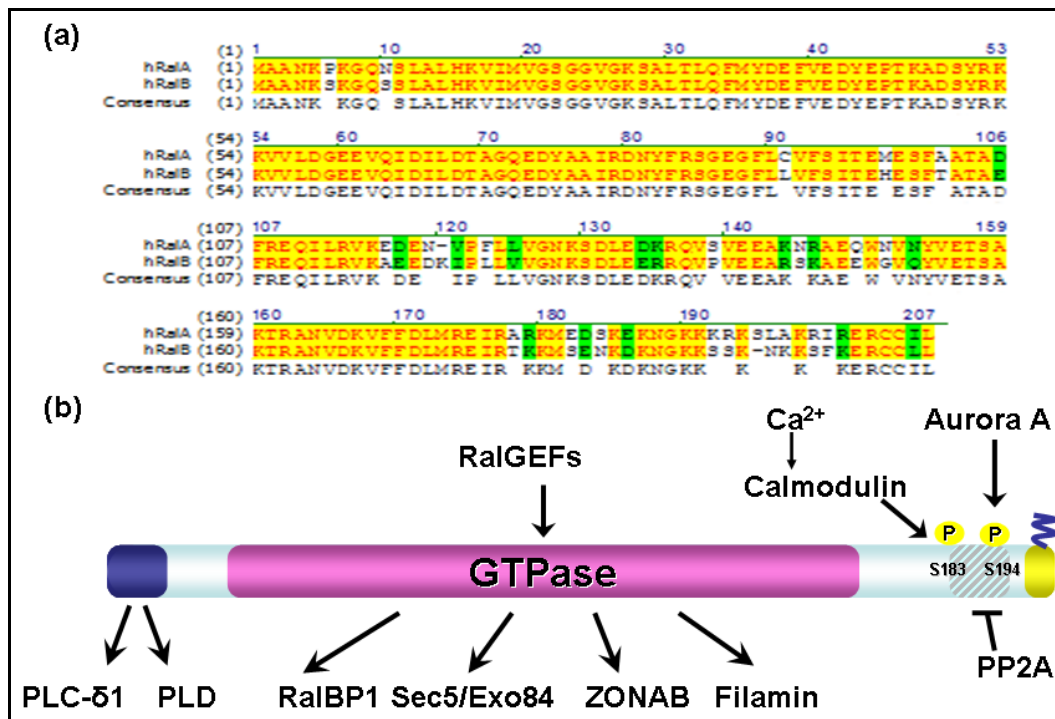 (a)
(1) 1 10 20 30 40 53
hRalA (1) MAANKPKGQNSLALHKVIMVGSGGVGKSALTLQFMYDEFVEDYEPTKADSYRK
hRalB (1) MAANKSKGQSSLALHKVIMVGSGGVGKSALTLQFMYDEFVEDYEPTKADSYRK
Consensus (1) MAANK KGQ SLALHKVIMVGSGGVGKSALTLQFMYDEFVEDYEPTKADSYRK
(54) 54 60 70 80 90 106
hRalA (54) KVVLDGEEVQIDILDTAGQEDYAAIRDNYFRSGEGFLCVFSITEMESFAATAD
hRalB (54) KVVLDGEEVQIDILDTAGQEDYAAIRDNYFRSGEGFLLVFSITEHESFTATAE
Consensus (54) KVVLDGEEVQIDILDTAGQEDYAAIRDNYFRSGEGFL VFSITE ESF ATAD
(107) 107 120 130 140 159
hRalA (107) FREQILRVKEDEN-VPFLLVGNKSDLEDKRQVSVEEAKNRAEQWNVNYVETSA
hRalB (107) FREQILRVKAEEDKIPLLVVGNKSDLEERRQVPVEEARSKAEEWGVQYVETSA
Consensus (107) FREQILRVK DE IP LLVGNKSDLEDKRQV VEEAK KAE W VNYVETSA
(160) 160 170 180 190 207
hRalA (159) KTRANVDKVFFDLMREIRARKMEDSKEKNGKKKRKSLAKRIRERCCIL
hRalB (160) KTRANVDKVFFDLMREIRTKKMSENKDKNGKKSSK-NKKSFKERCCLL
Consensus (160) KTRANVDKVFFDLMREIR KKM D KDKNGKK K K KERCCIL
(b)
RalGEFs
Ca2+
Calmodulin
Aurora A
P P
GTPase
S183 S194
PP2A
PLC-δ1 PLD RalBP1 Sec5/Exo84 ZONAB Filamin